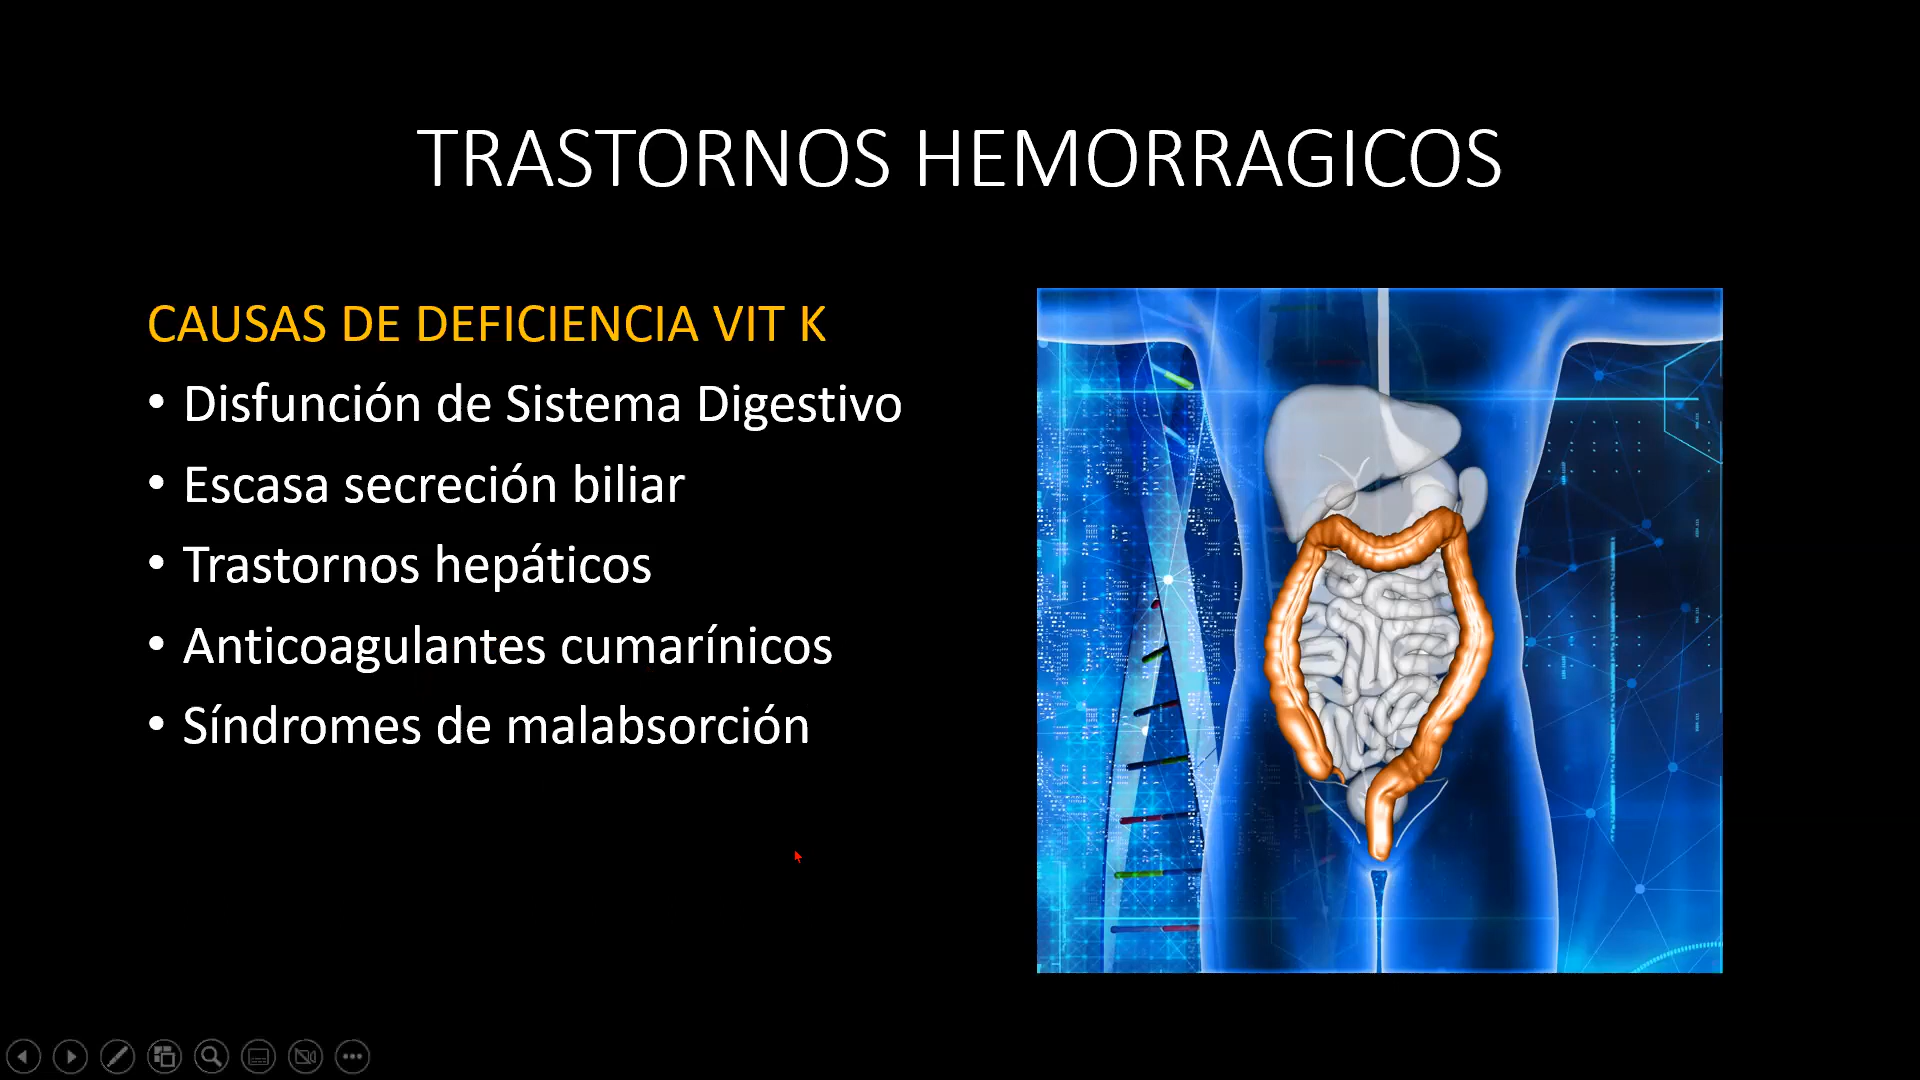 TRASTORNOS HEMORRAGICOS
CAUSAS DE DEFICIENCIA VIT K
• Disfunción de Sistema Digestivo
• Escasa secreción biliar
• Trastornos hepáticos
• Anticoagulantes cumarínicos
• Síndromes de malabsorción